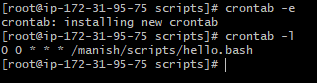 [root@ip-172-31-95-75 scripts]# crontab -e
crontab: installing new crontab
[root@ip-172-31-95-75 scripts]# crontab -l
0 0 * * * /manish/scripts/hello.bash
[root@ip-172-31-95-75 scripts]#